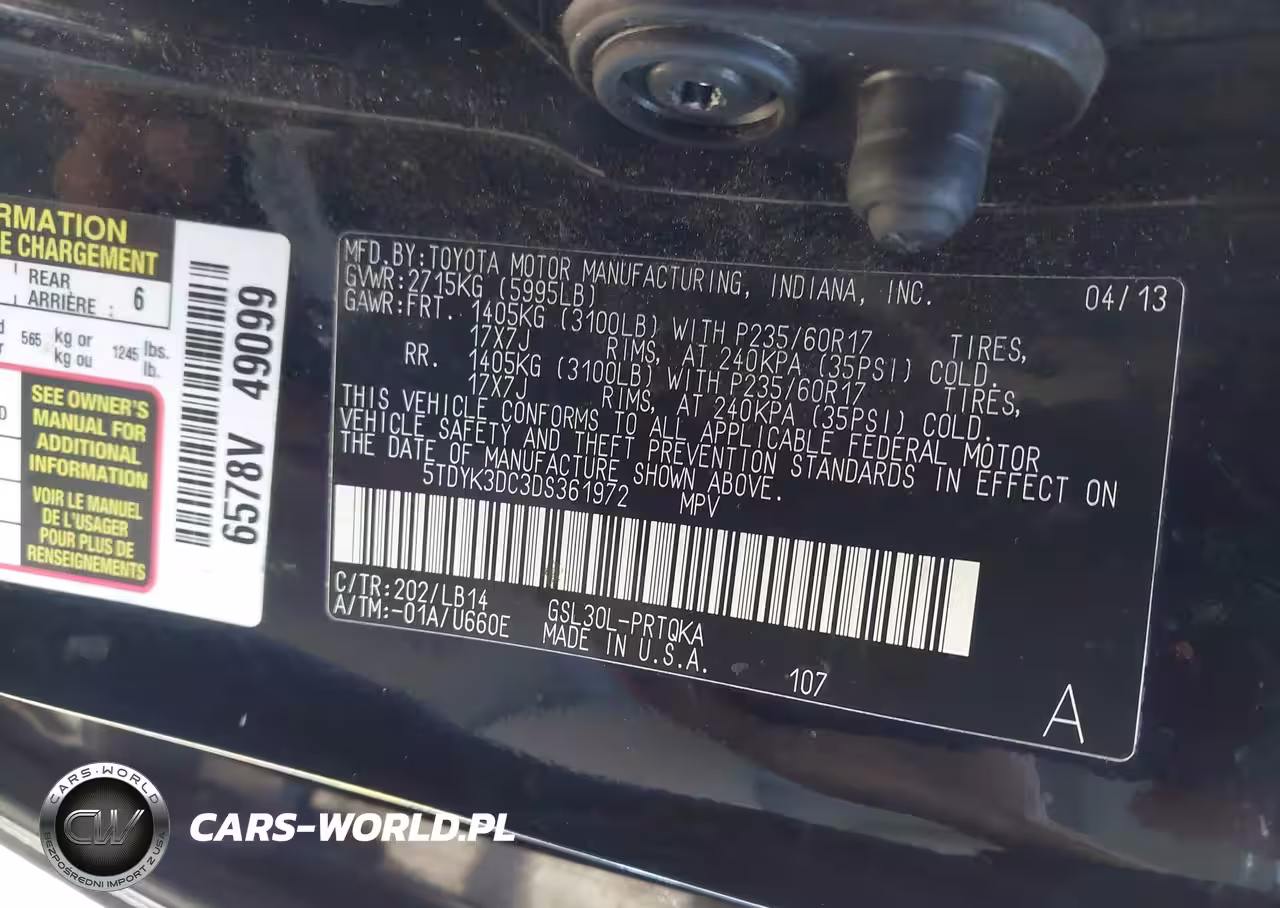 RMATION
E CHARGEMENT
REAR
ARRIÈRE : 6
565 kg or 1245 lbs.
kg ou lb.
SEE OWNER'S
MANUAL FOR
ADDITIONAL
INFORMATION
VOIR LE MANUEL
DE L'USAGER
POUR PLUS DE
RENSEIGNEMENTS
6578V 49099
MFD.BY:TOYOTA MOTOR MANUFACTURING, INDIANA, INC. 04/13
GVWR:2715KG (5995LB)
GAWR:FRT. 1405KG (3100LB) WITH P235/60R17 TIRES,
17X7J RIMS, AT 240KPA (35PSI) COLD.
RR. 1405KG (3100LB) WITH P235/60R17 TIRES,
17X7J RIMS, AT 240KPA (35PSI) COLD.
THIS VEHICLE CONFORMS TO ALL APPLICABLE FEDERAL MOTOR
VEHICLE SAFETY AND THEFT PREVENTION STANDARDS IN EFFECT ON
THE DATE OF MANUFACTURE SHOWN ABOVE.
5TDYK3DC3DS361972 MPV
C/TR:202/LB14 GSL30L-PRTQKA
A/TM:-01A/U660E MADE IN U.S.A.
107
A
CARS-WORLD
CW
BEZPOŚREDNI IMPORT Z USA
CARS-WORLD.PL